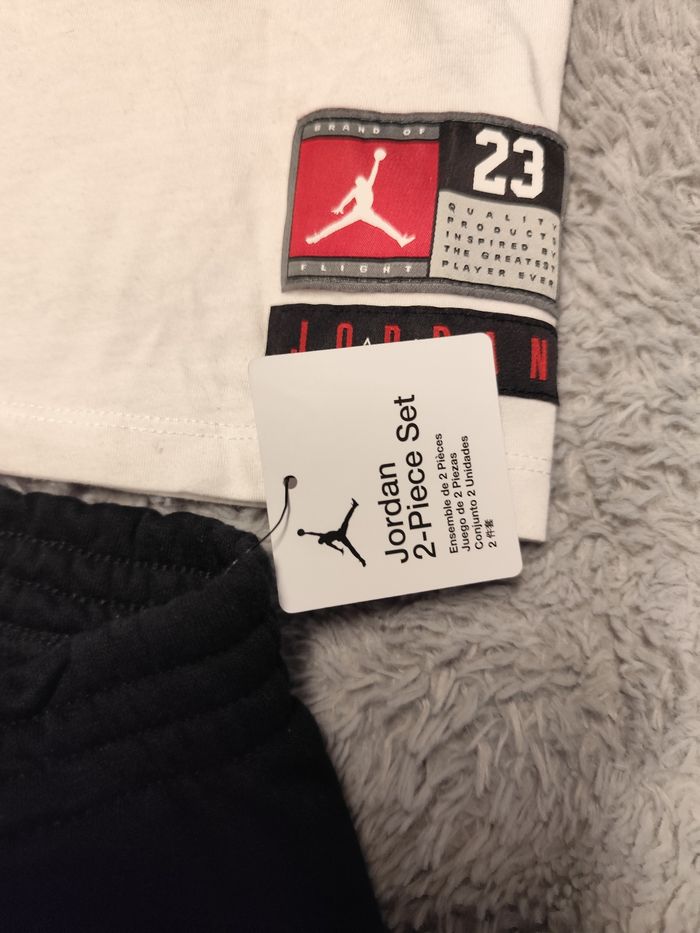 BRAND OF
FLIGHT
23
QUALITY
PRODUCTS
INSPIRED BY
THE GREATEST
PLAYER EVER
JORDAN
Jordan
2-Piece Set
Ensemble de 2 Pièces
Juego de 2 Piezas
Conjunto 2 Unidades
2 件套